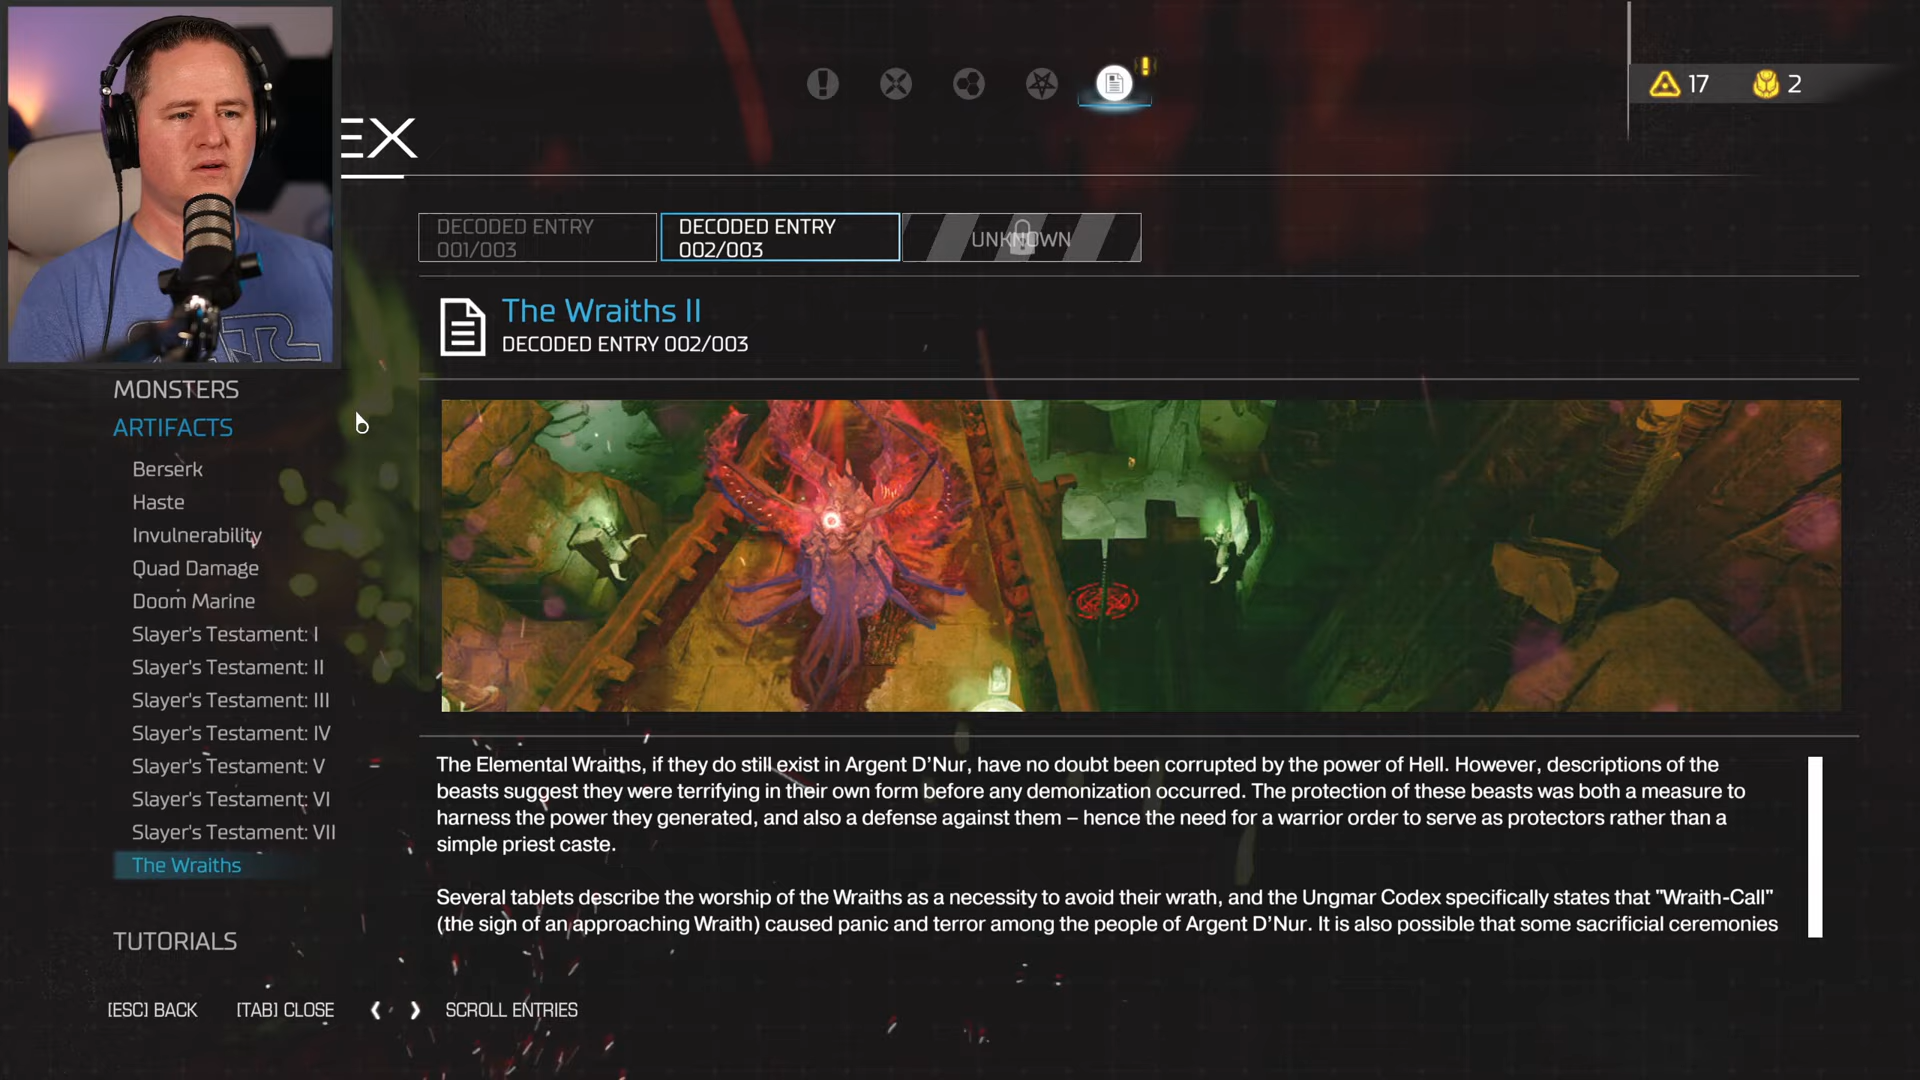 EX
17
2
DECODED ENTRY
001/003
DECODED ENTRY
002/003
UNKNOWN
The Wraiths II
DECODED ENTRY 002/003
MONSTERS
ARTIFACTS
Berserk
Haste
Invulnerability
Quad Damage
Doom Marine
Slayer's Testament: I
Slayer's Testament: II
Slayer's Testament: III
Slayer's Testament: IV
Slayer's Testament: V
Slayer's Testament: VI
Slayer's Testament: VII
The Wraiths
TUTORIALS
The Elemental Wraiths, if they do still exist in Argent D'Nur, have no doubt been corrupted by the power of Hell. However, descriptions of the
beasts suggest they were terrifying in their own form before any demonization occurred. The protection of these beasts was both a measure to
harness the power they generated, and also a defense against them – hence the need for a warrior order to serve as protectors rather than a
simple priest caste.
Several tablets describe the worship of the Wraiths as a necessity to avoid their wrath, and the Ungmar Codex specifically states that "Wraith-Call"
(the sign of an approaching Wraith) caused panic and terror among the people of Argent D'Nur. It is also possible that some sacrificial ceremonies
[ESC] BACK
[TAB] CLOSE
SCROLL ENTRIES